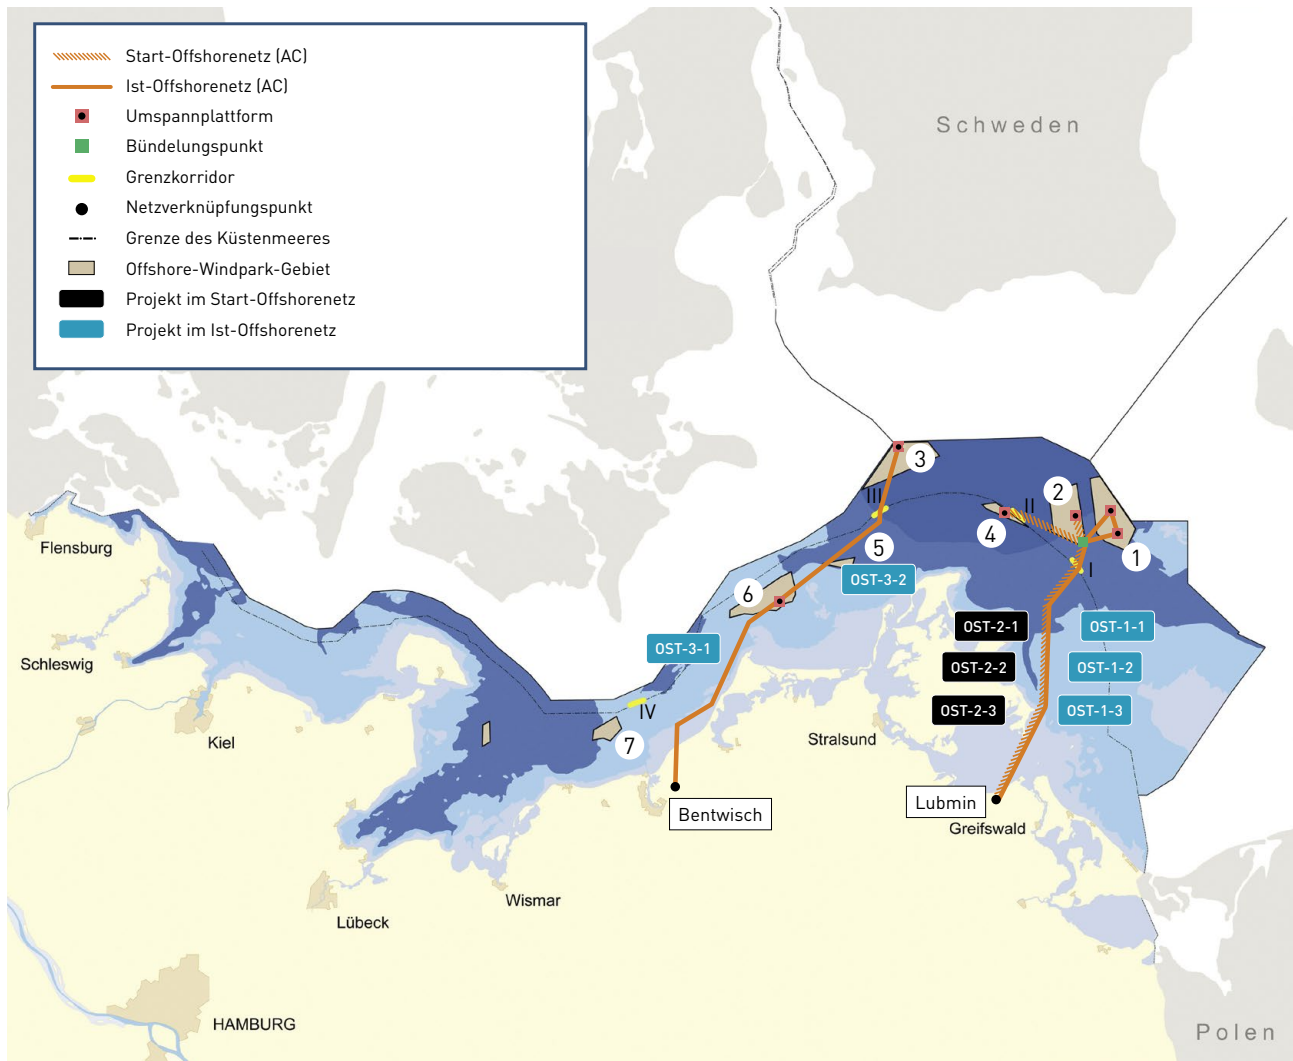 Start-Offshorenetz (AC)
Ist-Offshorenetz (AC)
Umspannplattform
Bündelungspunkt
Grenzkorridor
Netzverknüpfungspunkt
Grenze des Küstenmeeres
Offshore-Windpark-Gebiet
Projekt im Start-Offshorenetz
Projekt im Ist-Offshorenetz
Schweden
3
III
2
II
4
1
5
I
Flensburg
OST-3-2
6
OST-2-1
OST-1-1
OST-3-1
Schleswig
OST-2-2
OST-1-2
IV
OST-2-3
OST-1-3
Kiel
7
Stralsund
Bentwisch
Lubmin
Greifswald
Wismar
Lübeck
HAMBURG
Polen